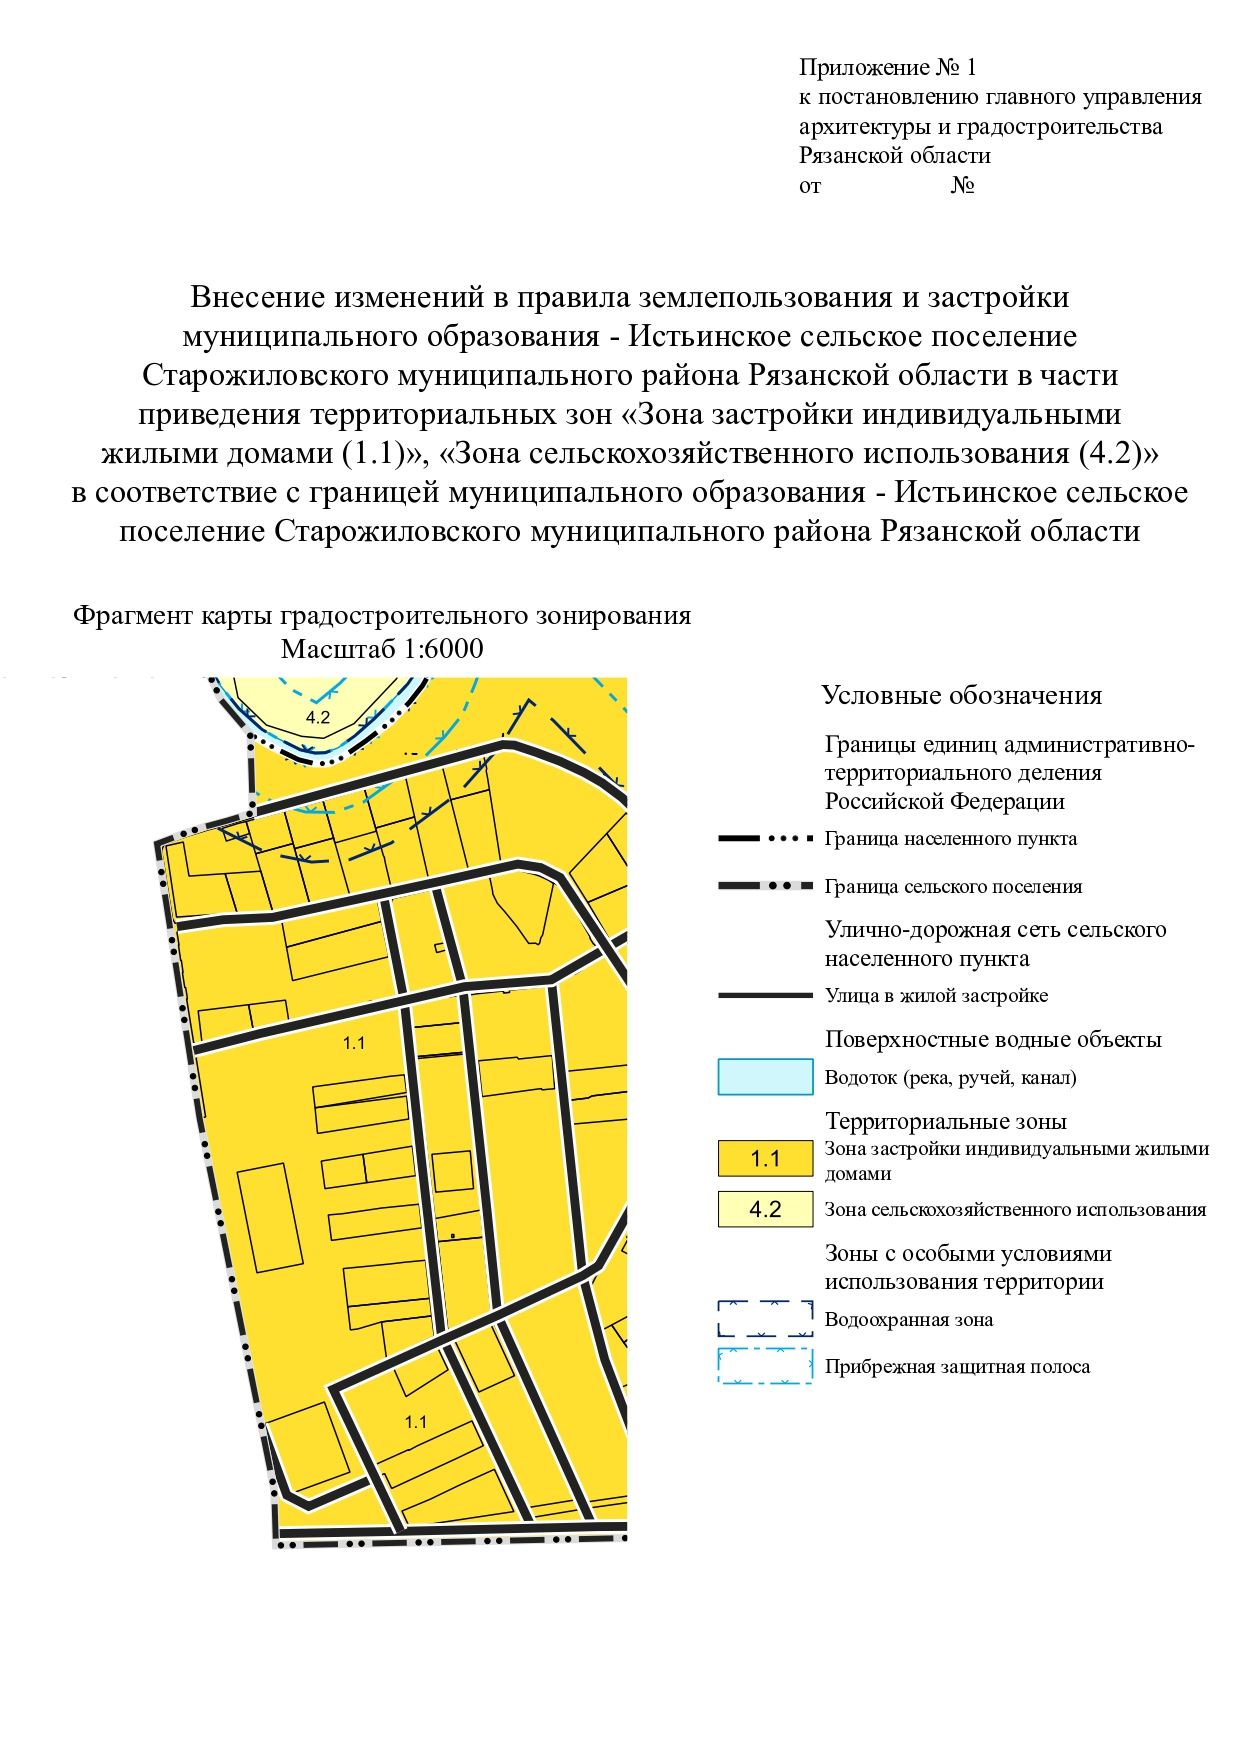 Приложение № 1
к постановлению главного управления
архитектуры и градостроительства
Рязанской области
от №
Внесение изменений в правила землепользования и застройки
муниципального образования - Истьинское сельское поселение
Старожиловского муниципального района Рязанской области в части
приведения территориальных зон «Зона застройки индивидуальными
жилыми домами (1.1)», «Зона сельскохозяйственного использования (4.2)»
в соответствие с границей муниципального образования - Истьинское сельское
поселение Старожиловского муниципального района Рязанской области
Фрагмент карты градостроительного зонирования
Масштаб 1:6000
4.2
1.1
1.1
Условные обозначения
Границы единиц административно-
территориального деления
Российской Федерации
Граница населенного пункта
Граница сельского поселения
Улично-дорожная сеть сельского
населенного пункта
Улица в жилой застройке
Поверхностные водные объекты
Водоток (река, ручей, канал)
Территориальные зоны
1.1 Зона застройки индивидуальными жилыми
домами
4.2 Зона сельскохозяйственного использования
Зоны с особыми условиями
использования территории
Водоохранная зона
Прибрежная защитная полоса